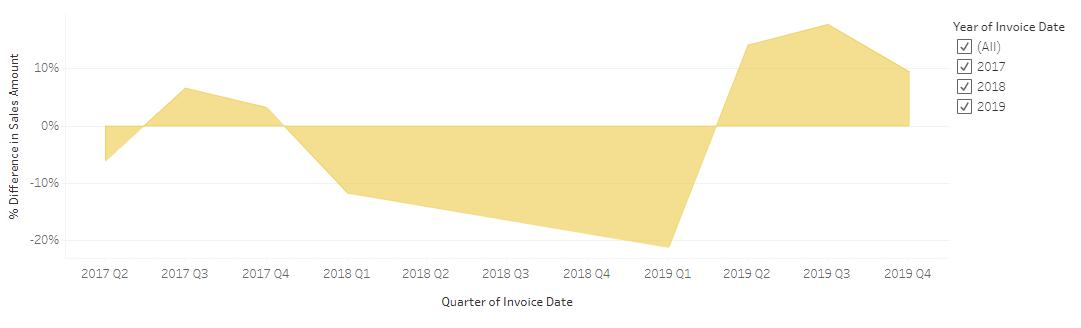 % Difference in Sales Amount
10%
0%
-10%
-20%
2017 Q2 2017 Q3 2017 Q4 2018 Q1 2018 Q2 2018 Q3 2018 Q4 2019 Q1 2019 Q2 2019 Q3 2019 Q4
Quarter of Invoice Date
Year of Invoice Date
(All)
2017
2018
2019